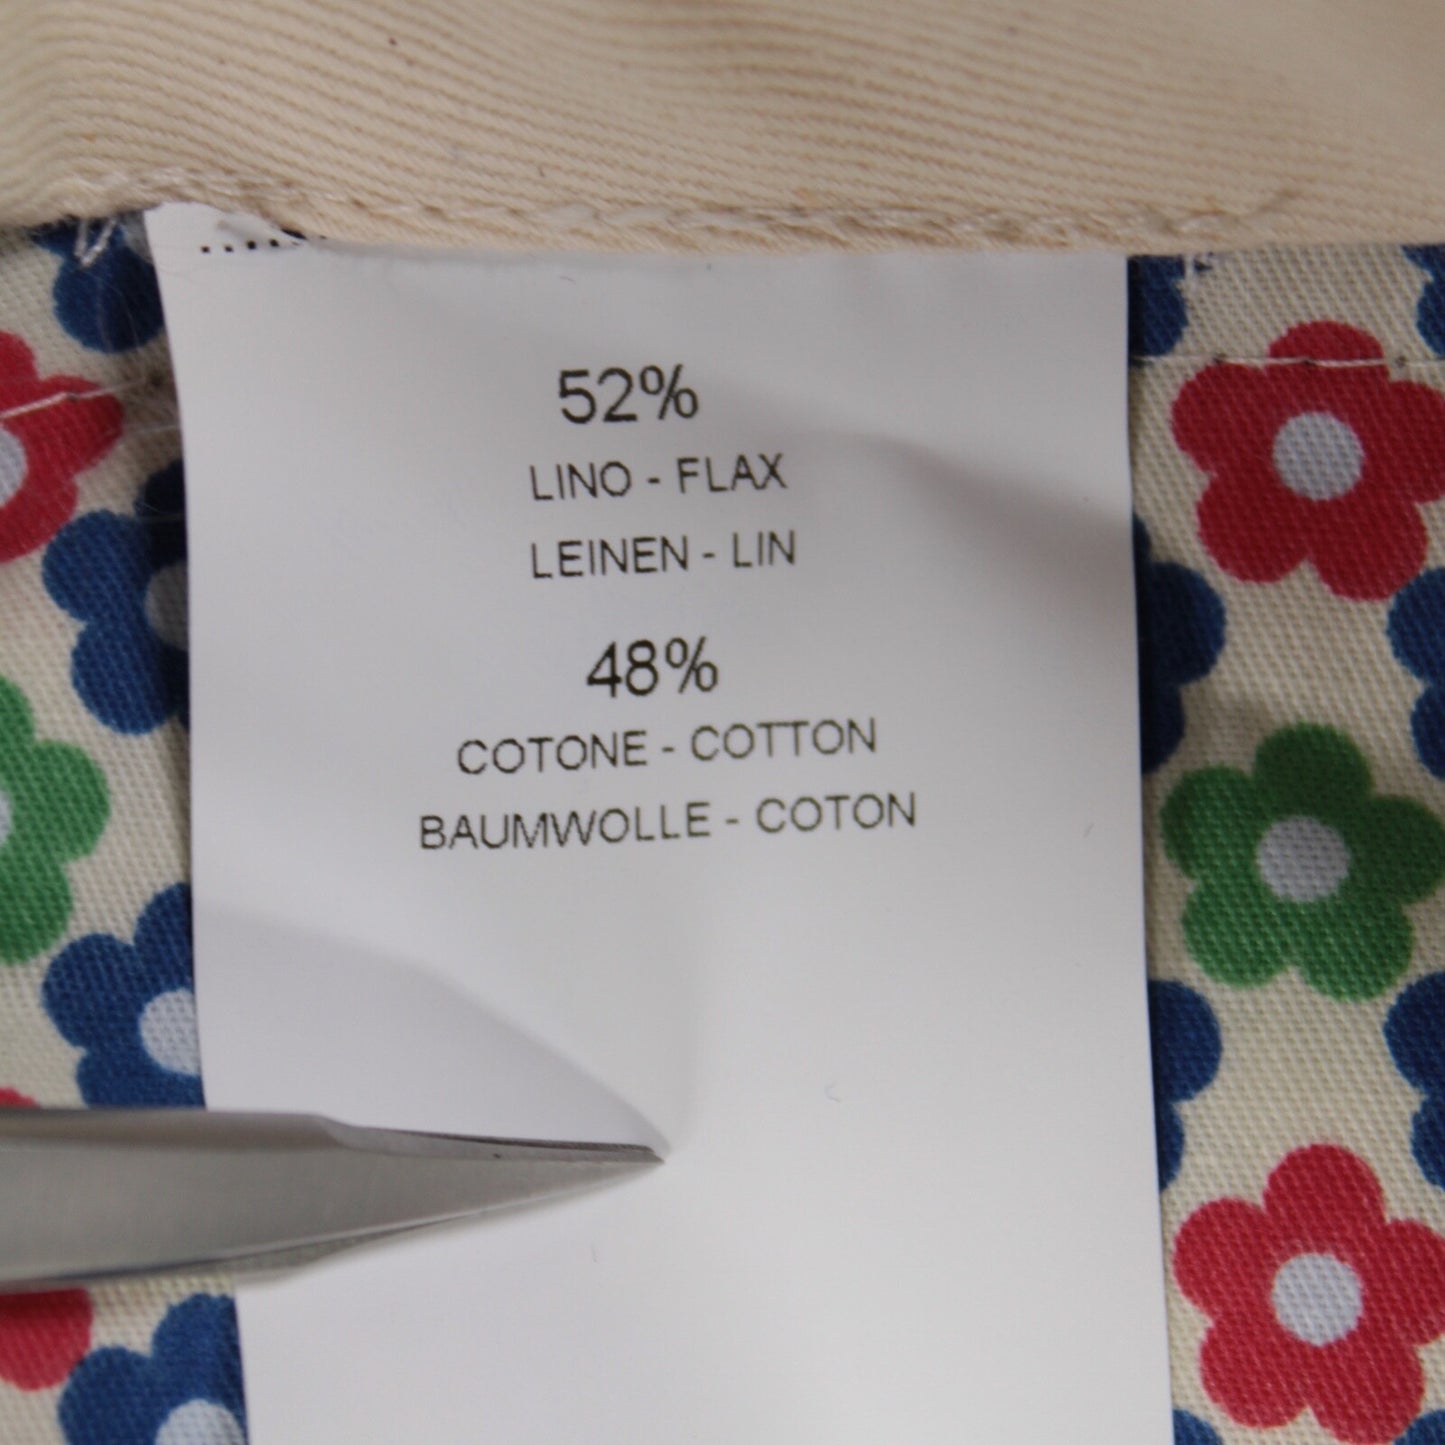 52%
LINO - FLAX
LEINEN - LIN
48%
COTONE - COTTON
BAUMWOLLE - COTON